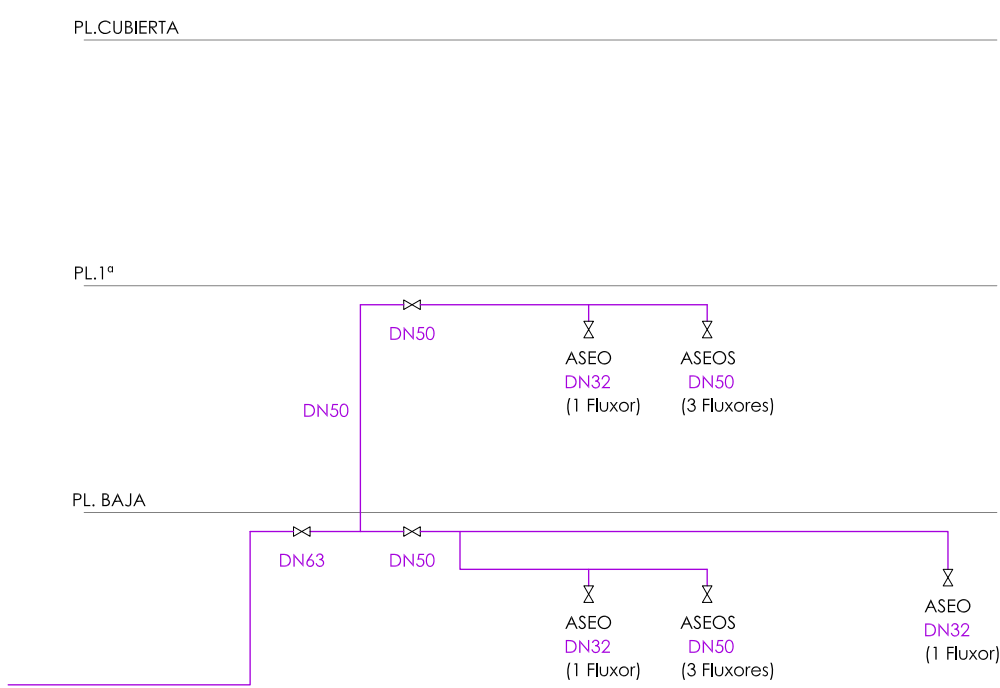 PL.CUBIERTA
PL.1ª
DN50
ASEO
DN32
(1 Fluxor)
ASEOS
DN50
(3 Fluxores)
DN50
PL. BAJA
DN63
DN50
ASEO
DN32
(1 Fluxor)
ASEOS
DN50
(3 Fluxores)
ASEO
DN32
(1 Fluxor)